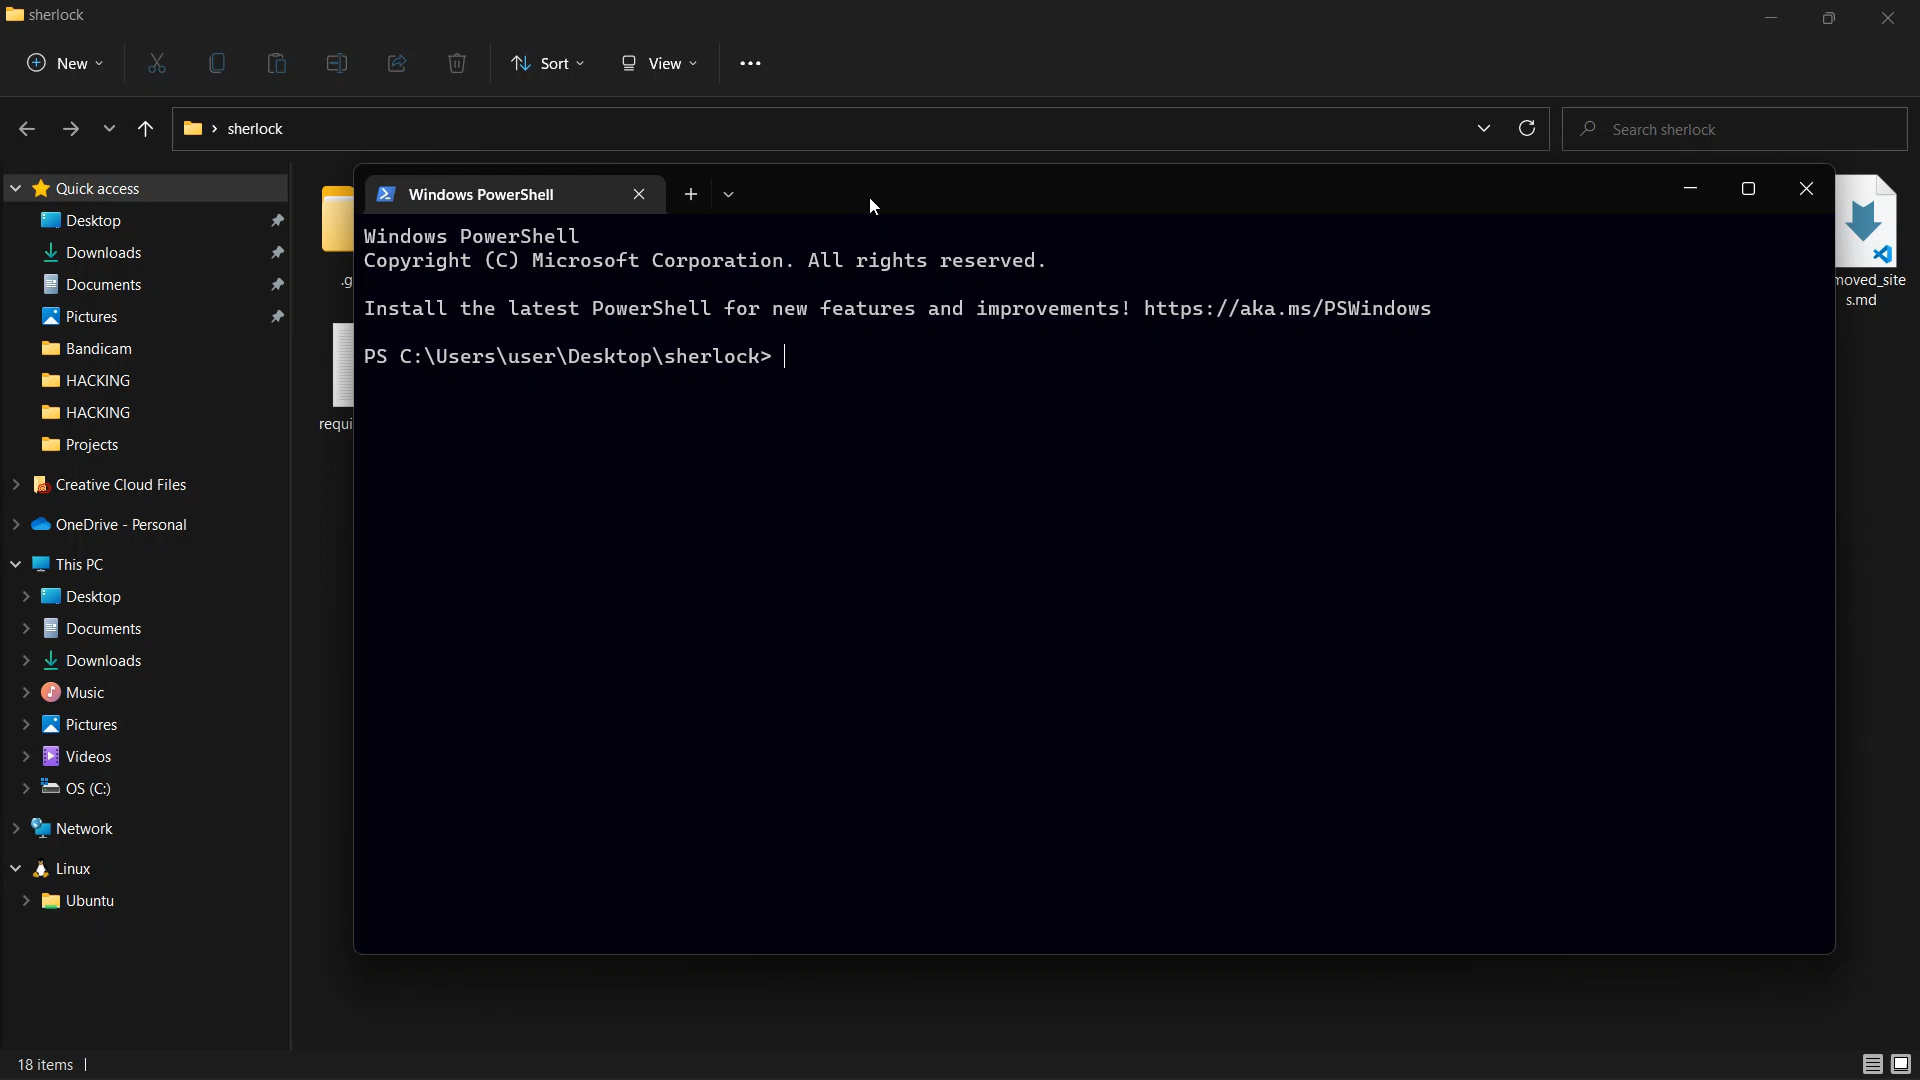 sherlock
New
Sort
View
sherlock
Search sherlock
Quick access
Desktop
Downloads
Documents
Pictures
Bandicam
HACKING
HACKING
Projects
Creative Cloud Files
OneDrive - Personal
This PC
Desktop
Documents
Downloads
Music
Pictures
Videos
OS (C:)
Network
Linux
Ubuntu
.g
requi
Windows PowerShell
Windows PowerShell
Copyright (C) Microsoft Corporation. All rights reserved.
Install the latest PowerShell for new features and improvements! https://aka.ms/PSWindows
PS C:\Users\user\Desktop\sherlock>
moved_site
s.md
18 items